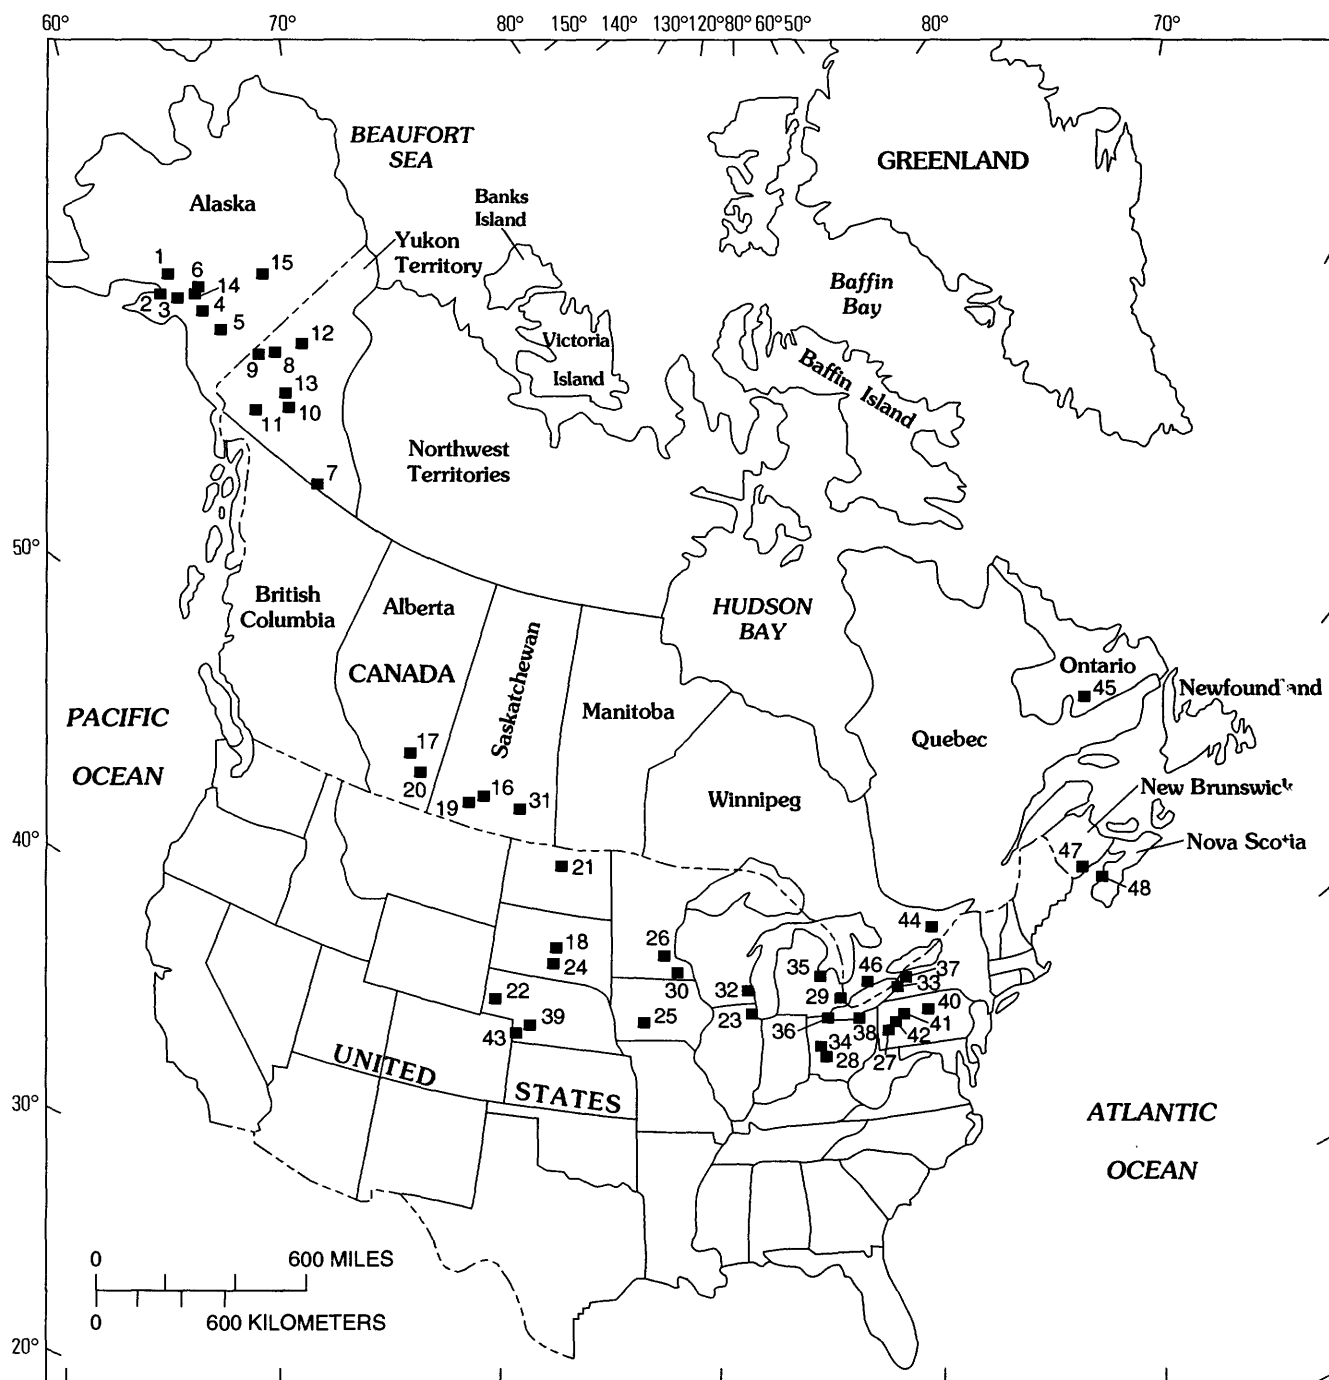 60° 70° 80° 150° 140° 130° 120° 80° 60° 50° 80° 70°
BEAUFORT
SEA
GREENLAND
Alaska
Banks
Island
Yukon
Territory
1
6
15
14
2
3
4
5
Baffin
Bay
12
9
8
Victoria
Island
Baffin Island
13
11
10
Northwest
Territories
7
50°
British
Columbia
Alberta
HUDSON
BAY
Saskatchewan
CANADA
Ontario
45
Newfoundland
PACIFIC
OCEAN
Manitoba
Quebec
17
20
16
19
31
Winnipeg
New Brunswick
40°
Nova Scotia
21
47
48
44
18
24
26
30
35
46
37
33
22
32
29
40
39
43
25
23
36
38
41
42
34
28
27
UNITED
STATES
30°
ATLANTIC
OCEAN
0 600 MILES
0 600 KILOMETERS
20°